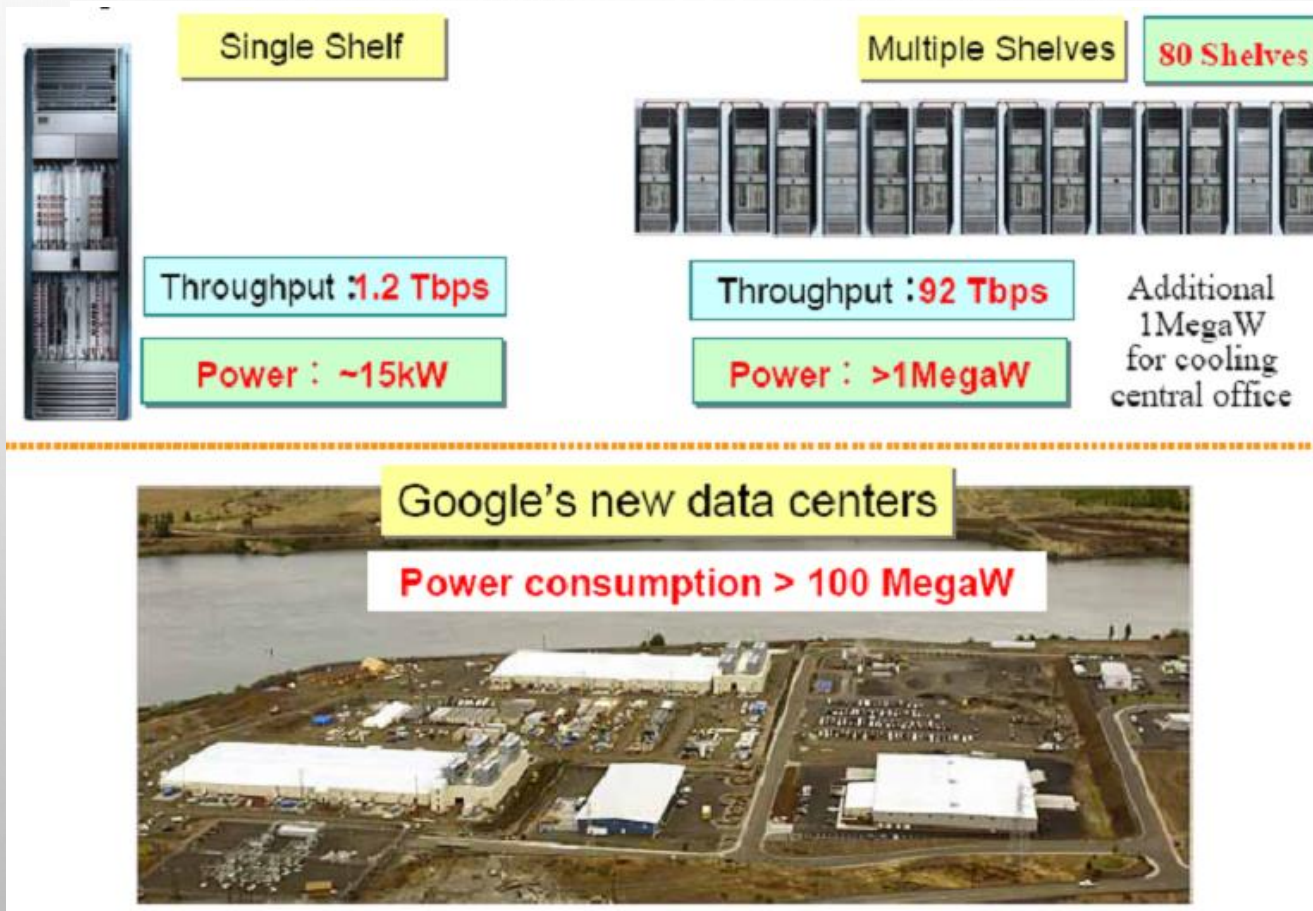 Single Shelf
Multiple Shelves
80 Shelves
Throughput :1.2 Tbps
Power : ~15kW
Throughput :92 Tbps
Power : >1MegaW
Additional
1MegaW
for cooling
central office
Google's new data centers
Power consumption > 100 MegaW